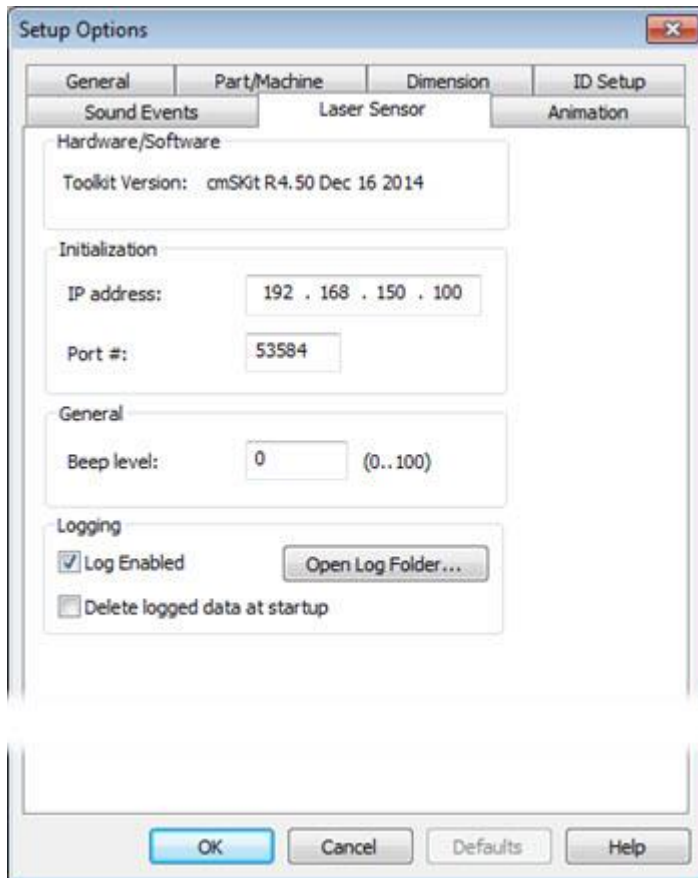 Setup Options
General Part/Machine Dimension ID Setup
Sound Events Laser Sensor Animation
Hardware/Software
Toolkit Version: cmSKit R4.50 Dec 16 2014
Initialization
IP address: 192 . 168 . 150 . 100
Port #: 53584
General
Beep level: 0 (0..100)
Logging
Log Enabled Open Log Folder...
Delete logged data at startup
OK Cancel Defaults Help